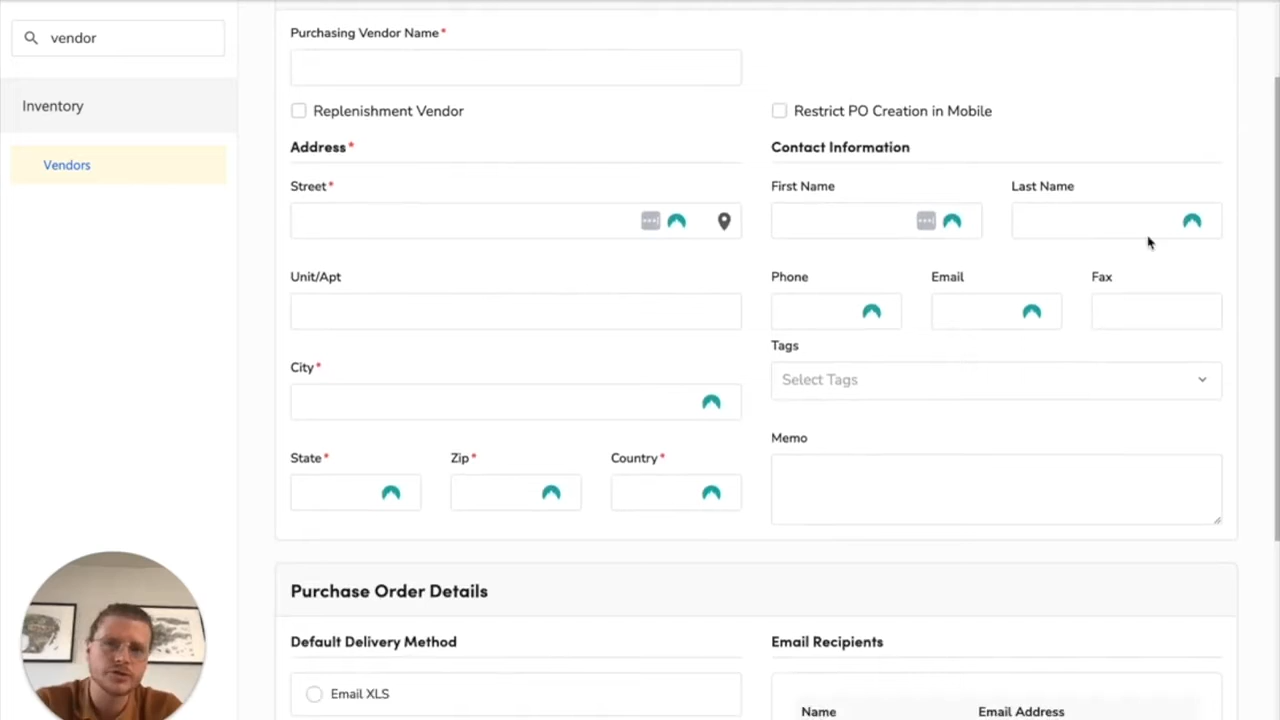 vendor
Inventory
Vendors
Purchasing Vendor Name*
Replenishment Vendor
Restrict PO Creation in Mobile
Address*
Contact Information
Street*
First Name
Last Name
Unit/Apt
Phone
Email
Fax
Tags
Select Tags
City*
Memo
State*
Zip*
Country*
Purchase Order Details
Default Delivery Method
Email Recipients
Email XLS
Name
Email Address